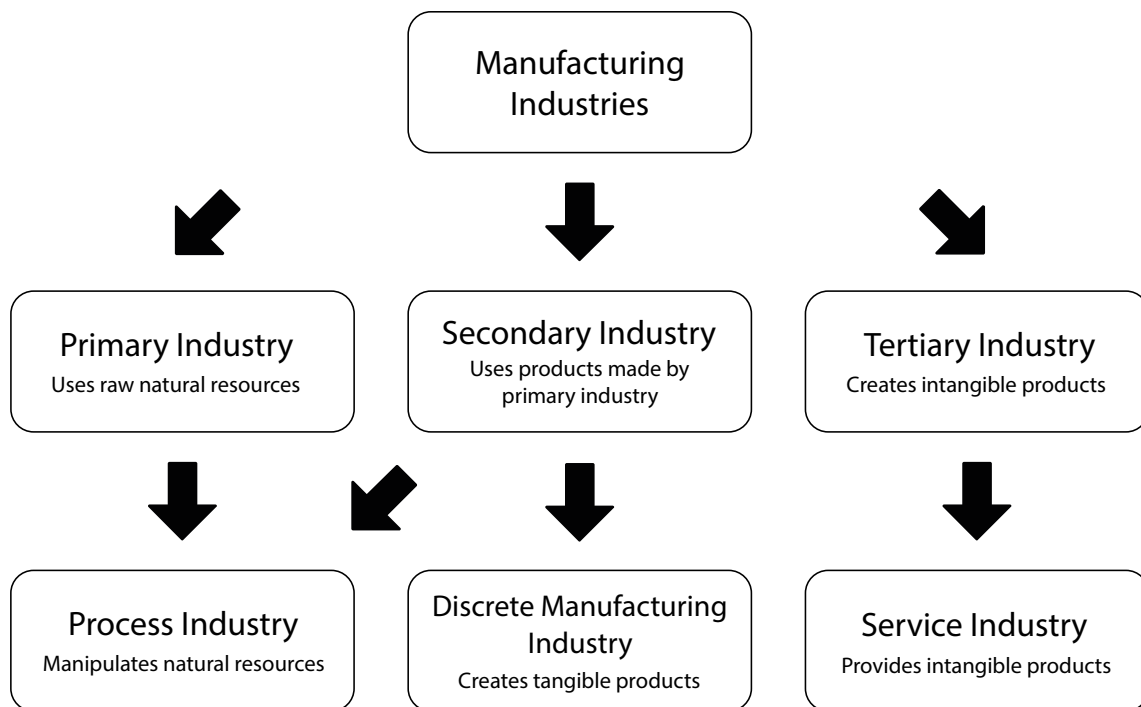 Manufacturing
Industries
Primary Industry
Uses raw natural resources
Secondary Industry
Uses products made by
primary industry
Tertiary Industry
Creates intangible products
Process Industry
Manipulates natural resources
Discrete Manufacturing
Industry
Creates tangible products
Service Industry
Provides intangible products